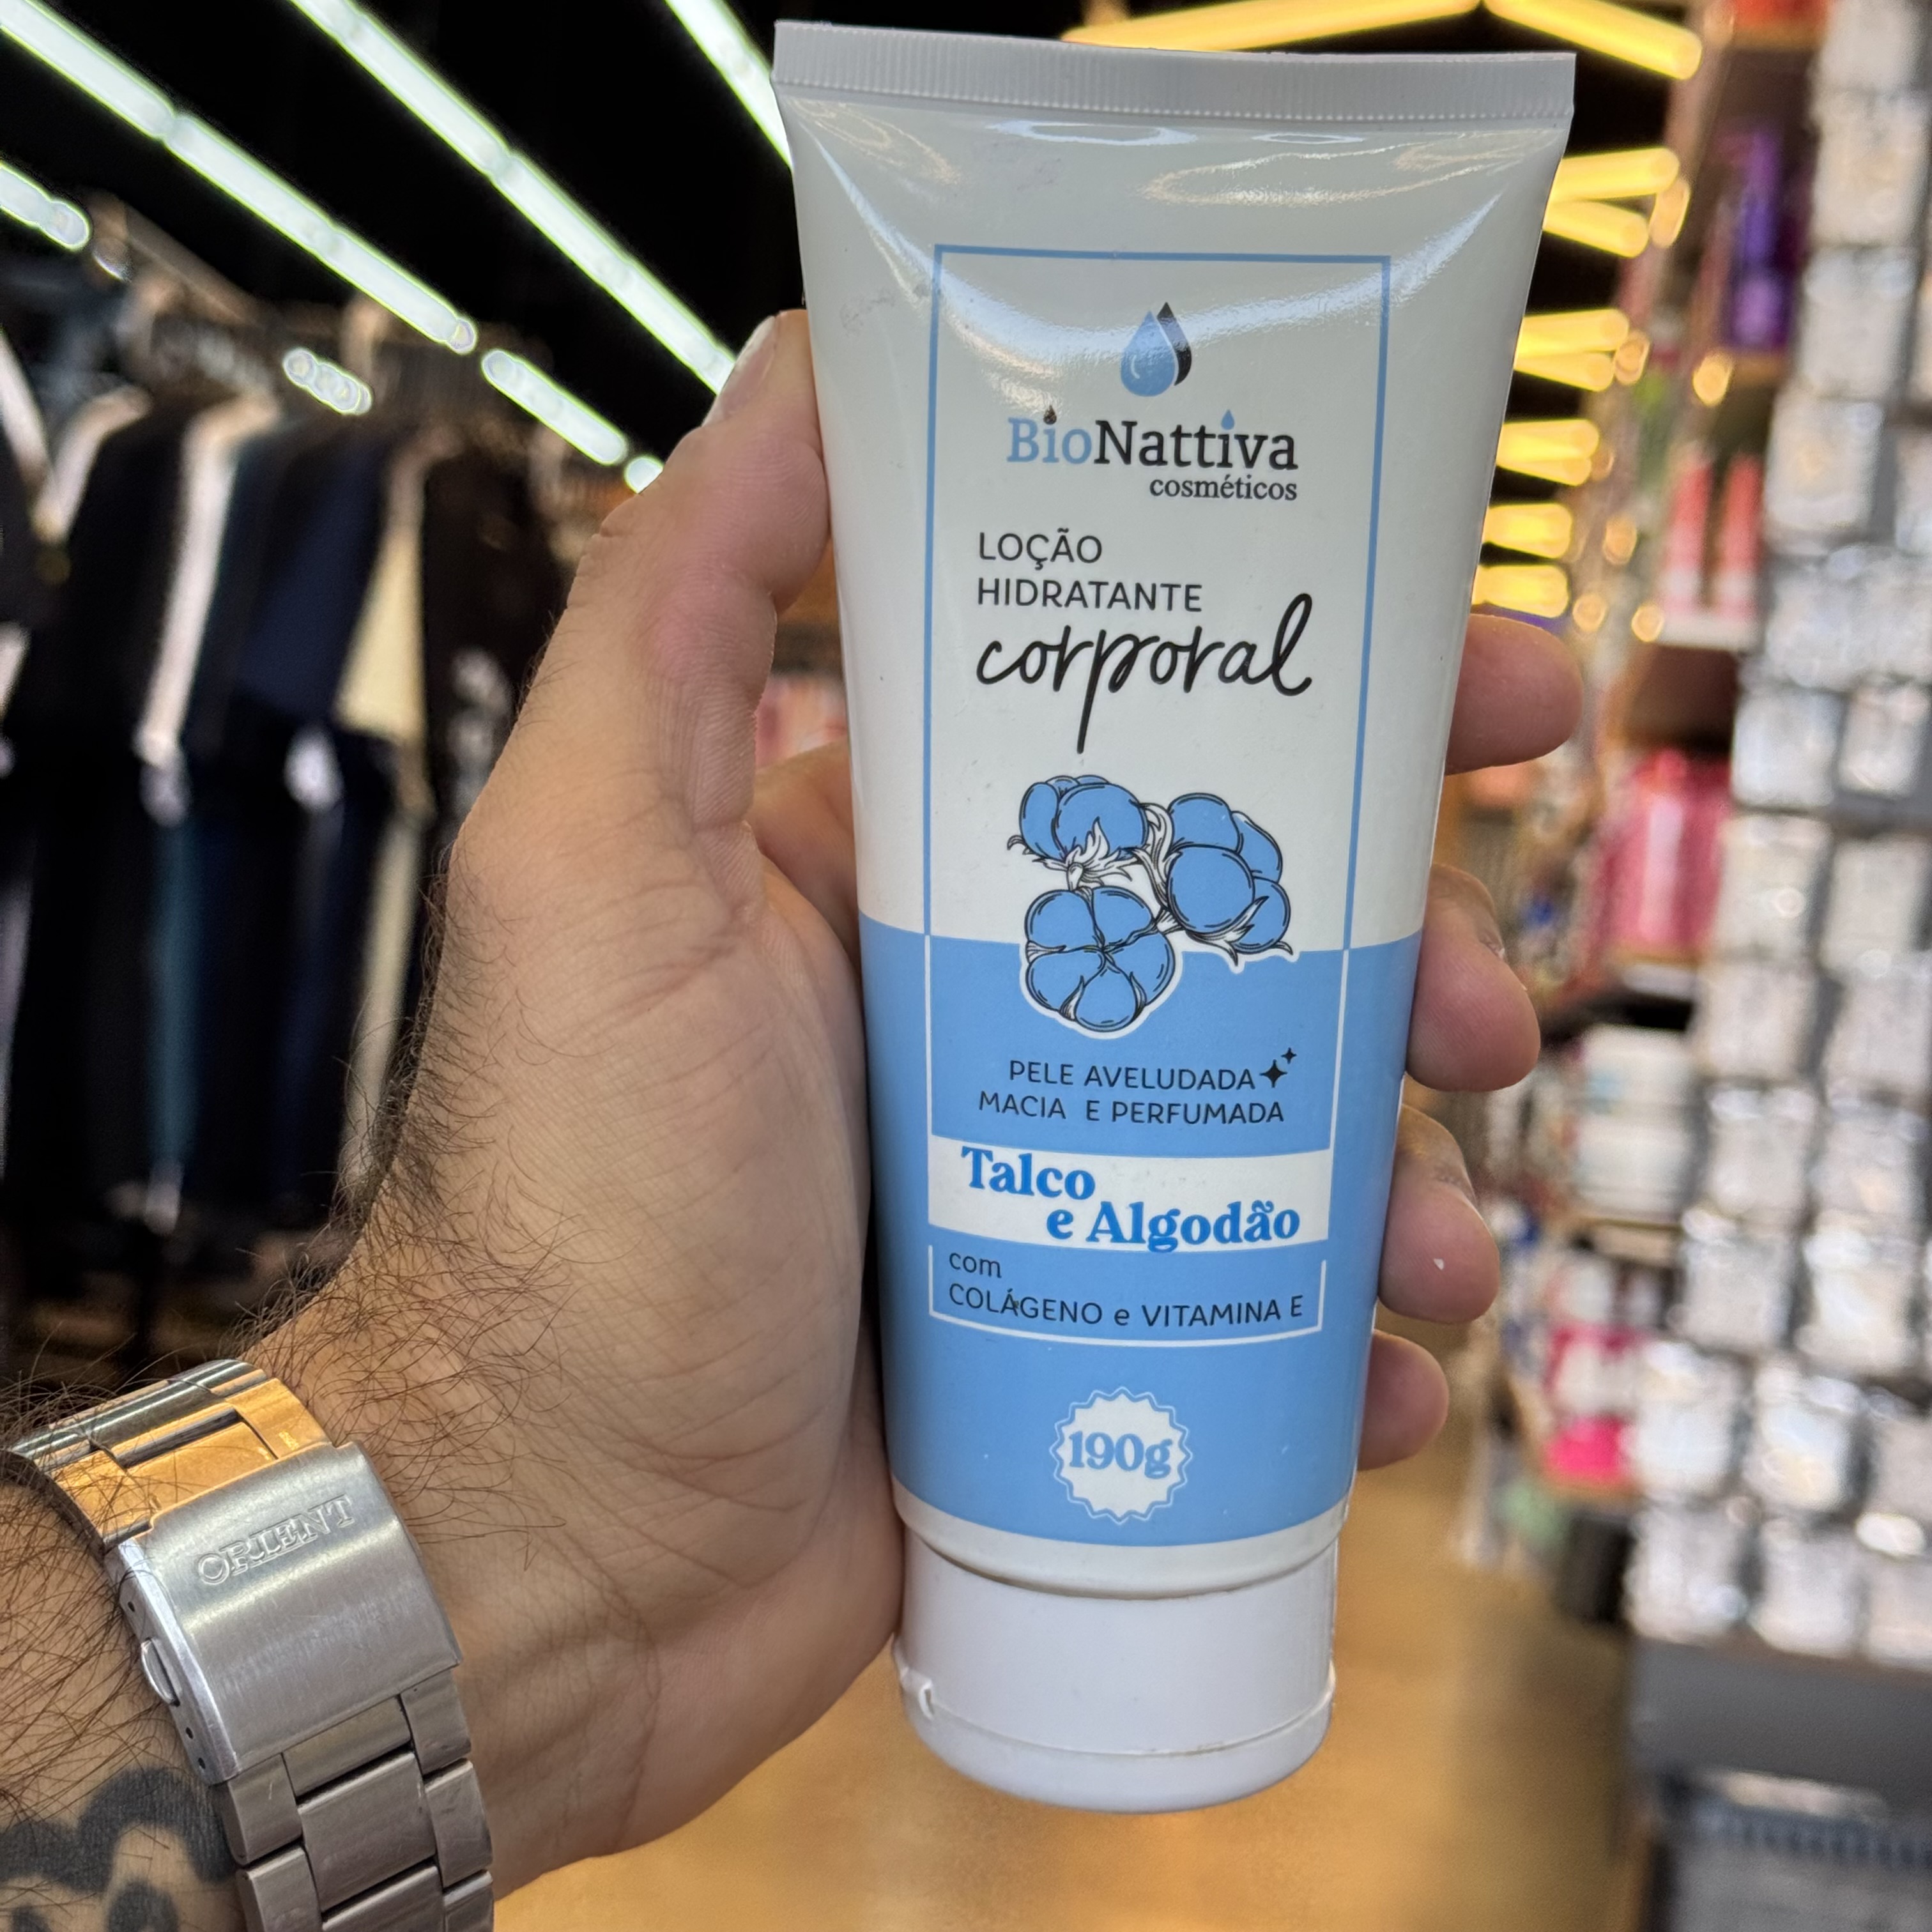 BioNattiva
cosméticos
LOÇÃO
HIDRATANTE
corporal
PELE AVELUDADA
MACIA E PERFUMADA
Talco
e Algodão
com
COLÁGENO e VITAMINA E
190g
ORIENT